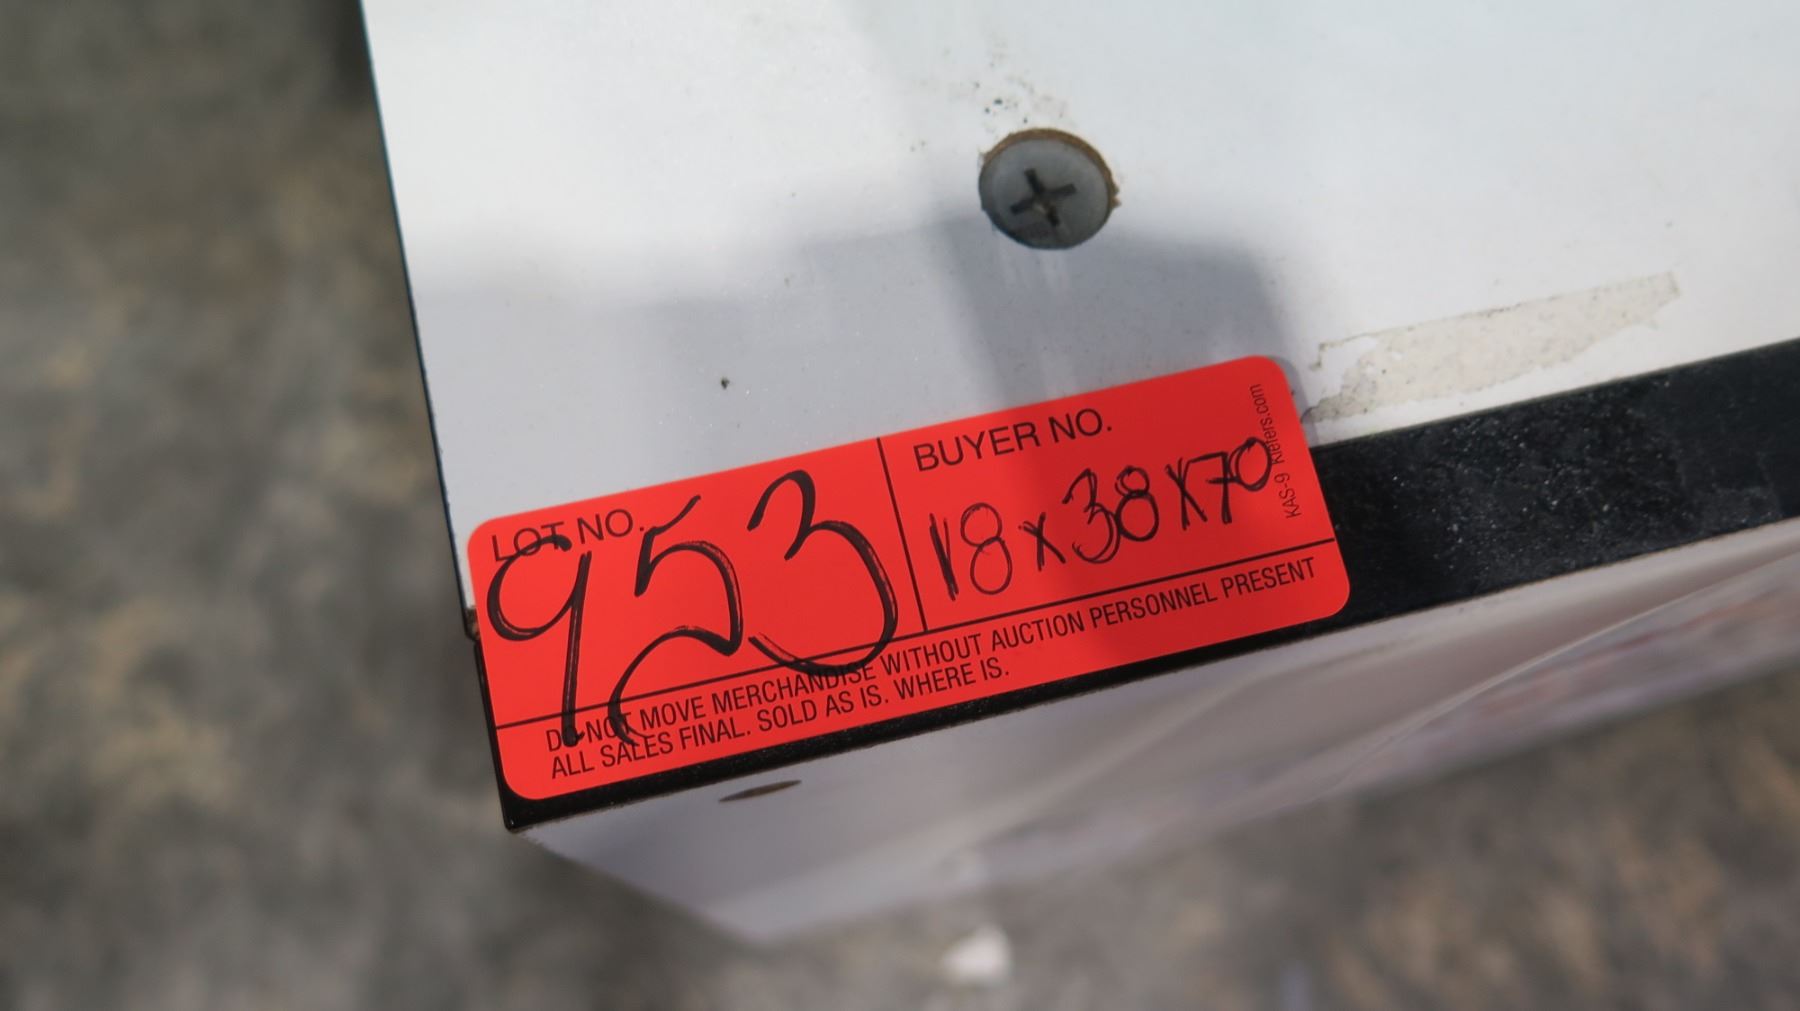 LOT NO.
953
BUYER NO.
18 x 38 x 70
KAS-9 Kiefers.com
DO NOT MOVE MERCHANDISE WITHOUT AUCTION PERSONNEL PRESENT
ALL SALES FINAL. SOLD AS IS. WHERE IS.